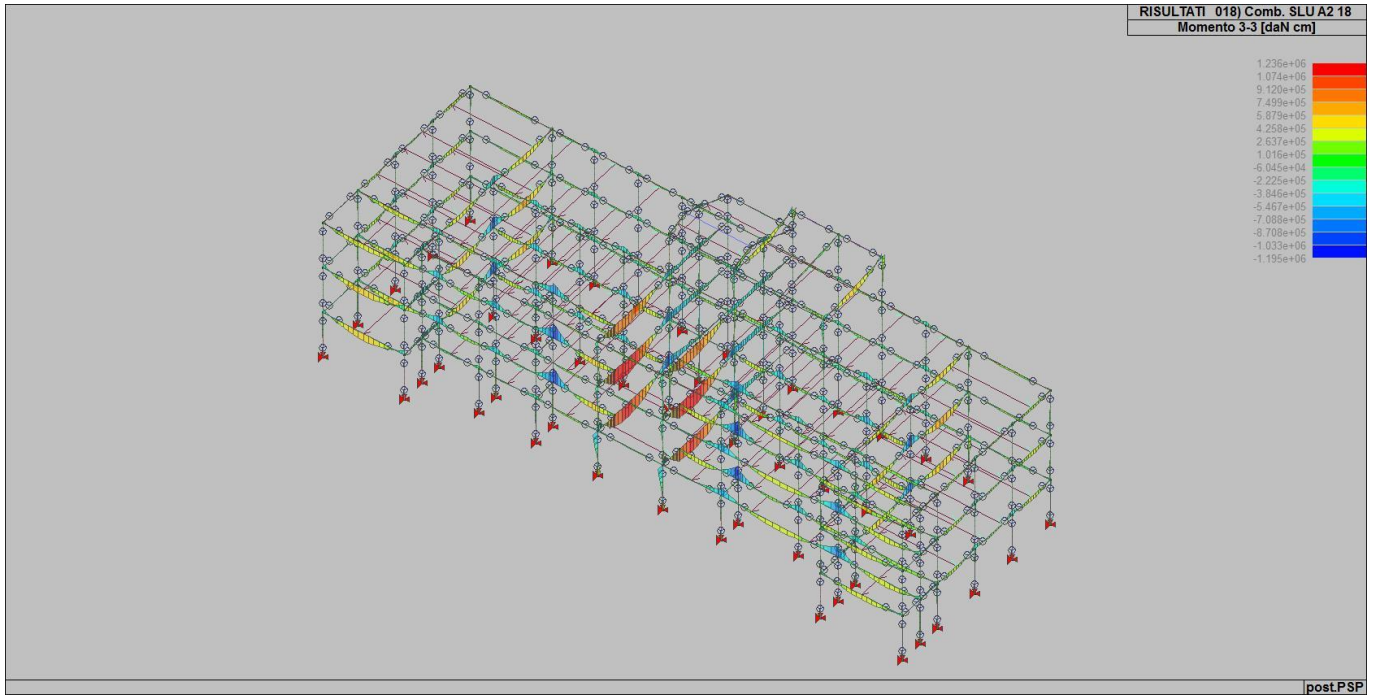 RISULTATI 018) Comb. SLU A2 18
Momento 3-3 [daN cm]
1.236e+06
1.074e+06
9.120e+05
7.499e+05
5.879e+05
4.258e+05
2.637e+05
1.016e+05
-6.045e+04
-2.225e+05
-3.846e+05
-5.467e+05
-7.088e+05
-8.708e+05
-1.033e+06
-1.195e+06
post.PSP